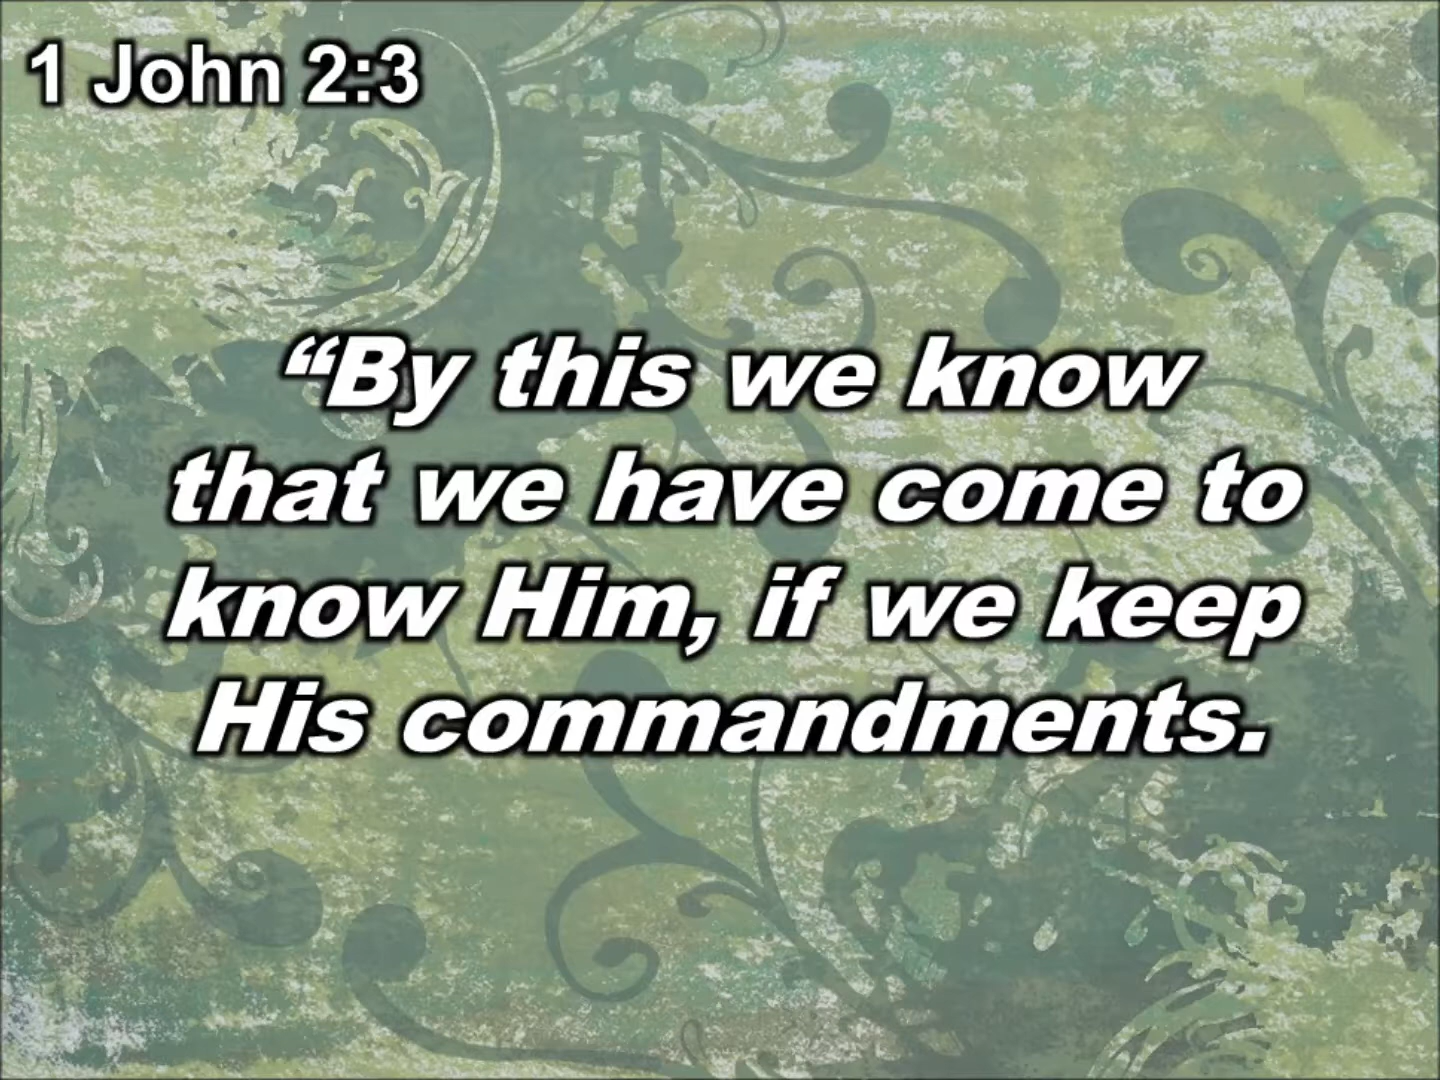 1 John 2:3
“By this we know
that we have come to
know Him, if we keep
His commandments.